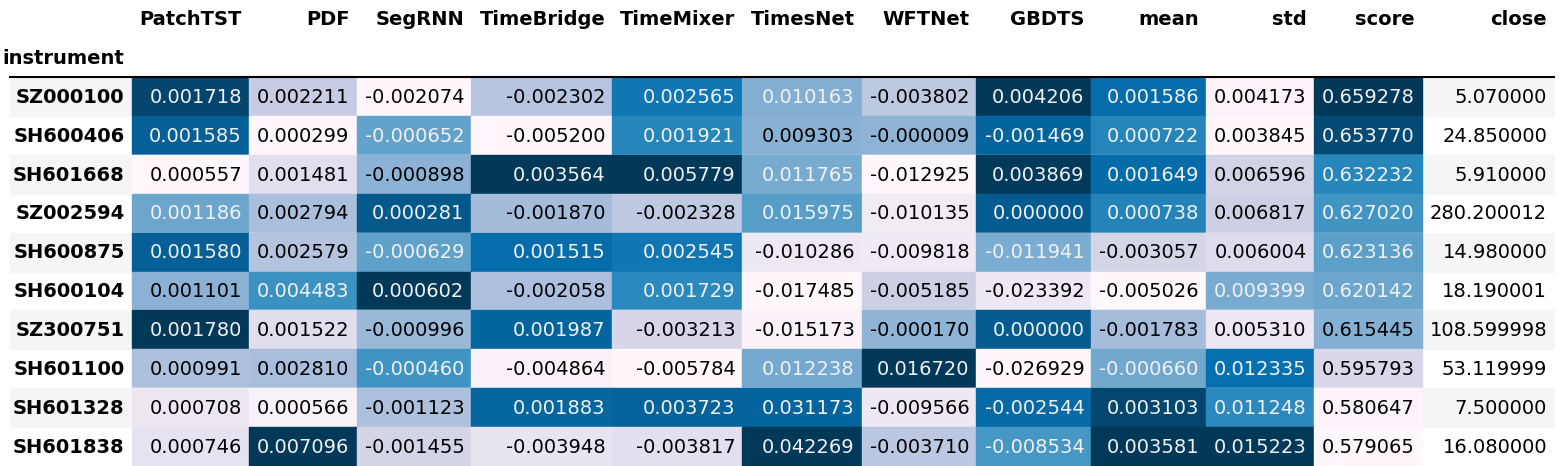 PatchTST PDF SegRNN TimeBridge TimeMixer TimesNet WFTNet GBDTS mean std score close
instrument
SZ000100 0.001718 0.002211 -0.002074 -0.002302 0.002565 0.010163 -0.003802 0.004206 0.001586 0.004173 0.659278 5.070000
SH600406 0.001585 0.000299 -0.000652 -0.005200 0.001921 0.009303 -0.000009 -0.001469 0.000722 0.003845 0.653770 24.850000
SH601668 0.000557 0.001481 -0.000898 0.003564 0.005779 0.011765 -0.012925 0.003869 0.001649 0.006596 0.632232 5.910000
SZ002594 0.001186 0.002794 0.000281 -0.001870 -0.002328 0.015975 -0.010135 0.000000 0.000738 0.006817 0.627020 280.200012
SH600875 0.001580 0.002579 -0.000629 0.001515 0.002545 -0.010286 -0.009818 -0.011941 -0.003057 0.006004 0.623136 14.980000
SH600104 0.001101 0.004483 0.000602 -0.002058 0.001729 -0.017485 -0.005185 -0.023392 -0.005026 0.009399 0.620142 18.190001
SZ300751 0.001780 0.001522 -0.000996 0.001987 -0.003213 -0.015173 -0.000170 0.000000 -0.001783 0.005310 0.615445 108.599998
SH601100 0.000991 0.002810 -0.000460 -0.004864 -0.005784 0.012238 0.016720 -0.026929 -0.000660 0.012335 0.595793 53.119999
SH601328 0.000708 0.000566 -0.001123 0.001883 0.003723 0.031173 -0.009566 -0.002544 0.003103 0.011248 0.580647 7.500000
SH601838 0.000746 0.007096 -0.001455 -0.003948 -0.003817 0.042269 -0.003710 -0.008534 0.003581 0.015223 0.579065 16.080000